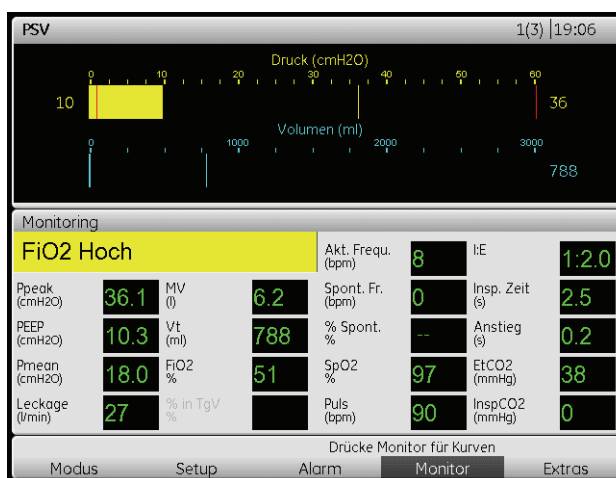 PSV 1(3) 19:06
Druck (cmH2O)
0 10 20 30 40 50 60
10 36
Volumen (ml)
0 1000 2000 3000
788
Monitoring
FiO2 Hoch
Akt. Frequ. (bpm) 8 I:E 1:2.0
Ppeak (cmH2O) 36.1 MV (l) 6.2 Spont. Fr. (bpm) 0 Insp. Zeit (s) 2.5
PEEP (cmH2O) 10.3 Vt (ml) 788 % Spont. % -- Anstieg (s) 0.2
Pmean (cmH2O) 18.0 FiO2 % 51 SpO2 % 97 EtCO2 (mmHg) 38
Leckage (l/min) 27 % in TgV % Puls (bpm) 90 InspCO2 (mmHg) 0
Drücke Monitor für Kurven
Modus Setup Alarm Monitor Extras